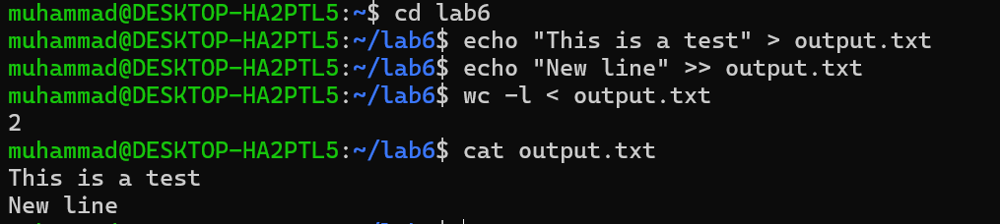 muhammad@DESKTOP-HA2PTL5:~$ cd lab6
muhammad@DESKTOP-HA2PTL5:~/lab6$ echo "This is a test" > output.txt
muhammad@DESKTOP-HA2PTL5:~/lab6$ echo "New line" >> output.txt
muhammad@DESKTOP-HA2PTL5:~/lab6$ wc -l < output.txt
2
muhammad@DESKTOP-HA2PTL5:~/lab6$ cat output.txt
This is a test
New line